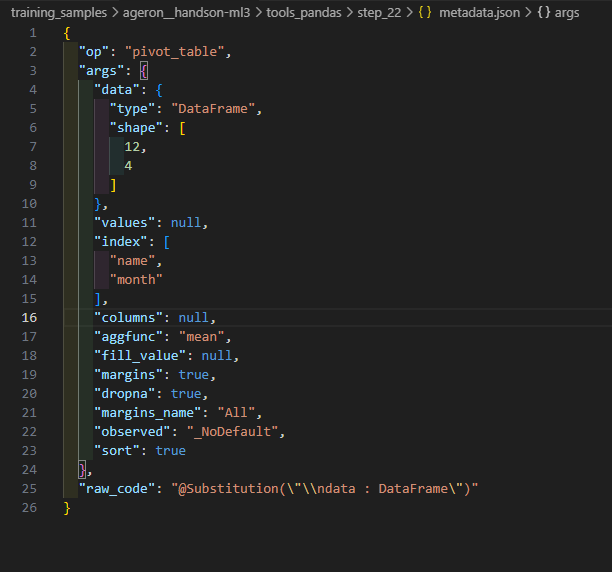 training_samples > ageron__handson-ml3 > tools_pandas > step_22 > {} metadata.json > {} args
1 {
2   "op": "pivot_table",
3   "args": {
4     "data": {
5       "type": "DataFrame",
6       "shape": [
7         12,
8         4
9       ]
10     },
11     "values": null,
12     "index": [
13       "name",
14       "month"
15     ],
16     "columns": null,
17     "aggfunc": "mean",
18     "fill_value": null,
19     "margins": true,
20     "dropna": true,
21     "margins_name": "All",
22     "observed": "_NoDefault",
23     "sort": true
24   },
25   "raw_code": "@Substitution(\"\\ndata : DataFrame\")"
26 }